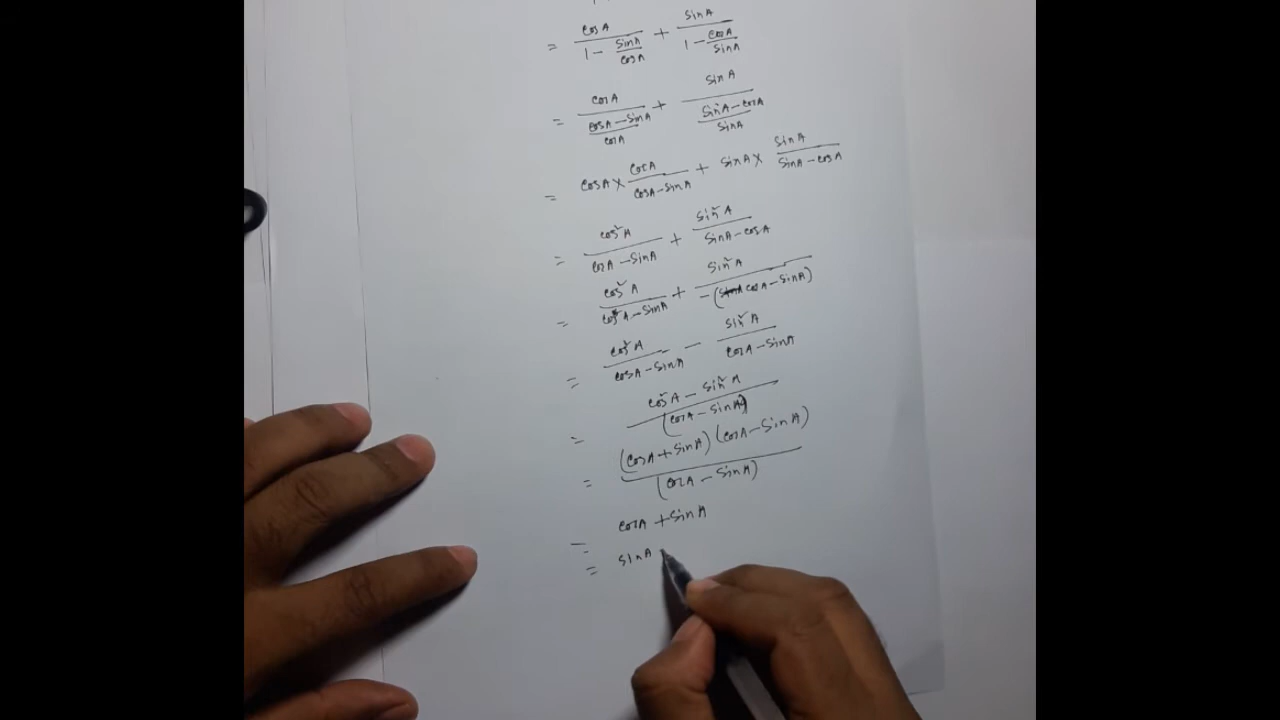 = cosA / (1 - sinA/cosA) + sinA / (1 - cosA/sinA)
= cosA / ((cosA - sinA)/cosA) + sinA / ((sinA - cosA)/sinA)
= cosA × cosA/(cosA - sinA) + sinA × sinA/(sinA - cosA)
= cos²A/(cosA - sinA) + sin²A/(sinA - cosA)
= cos²A/(cosA - sinA) + sin²A/-(cosA - sinA)
= cos²A/(cosA - sinA) - sin²A/(cosA - sinA)
= (cos²A - sin²A)/(cosA - sinA)
= (cosA + sinA)(cosA - sinA)/(cosA - sinA)
= cosA + sinA
= sinA